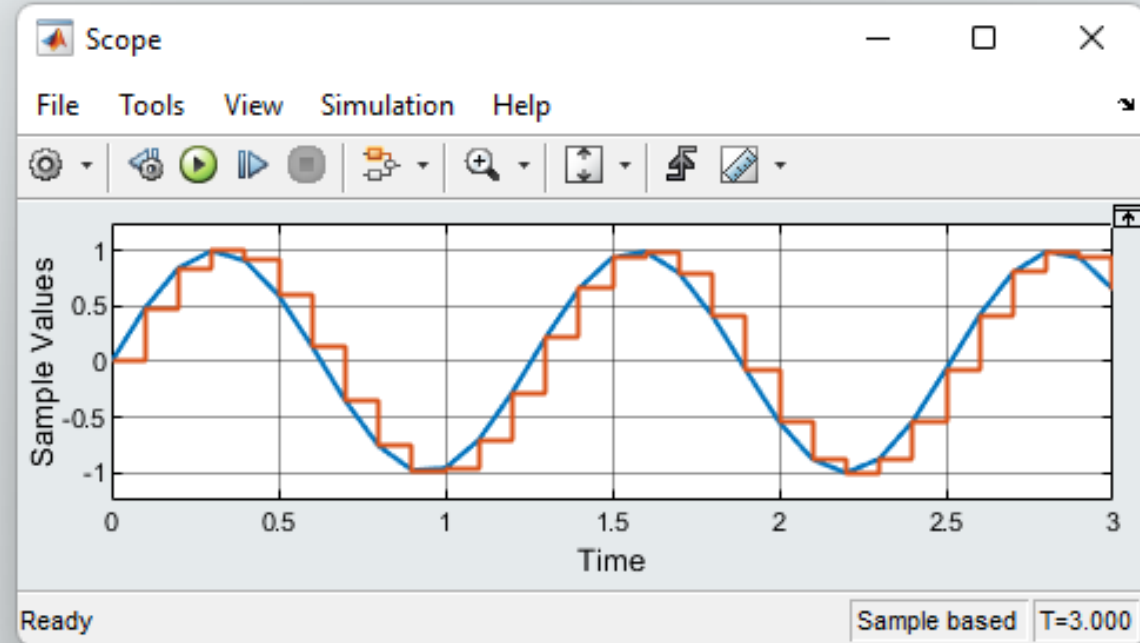 Scope
File Tools View Simulation Help
Sample Values
1
0.5
0
-0.5
-1
0 0.5 1 1.5 2 2.5 3
Time
Ready Sample based T=3.000